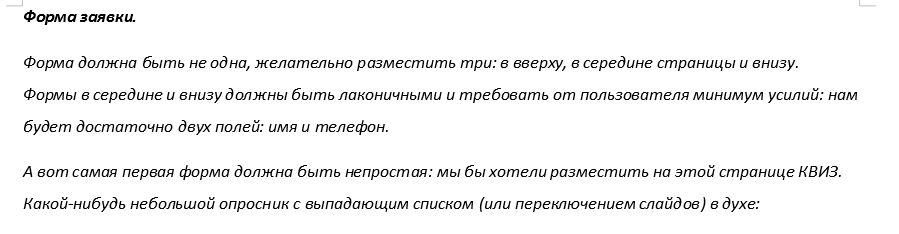 Форма заявки.
Форма должна быть не одна, желательно разместить три: в вверху, в середине страницы и внизу.
Формы в середине и внизу должны быть лаконичными и требовать от пользователя минимум усилий: нам
будет достаточно двух полей: имя и телефон.
А вот самая первая форма должна быть непростая: мы бы хотели разместить на этой странице КВИЗ.
Какой-нибудь небольшой опросник с выпадающим списком (или переключением слайдов) в духе: